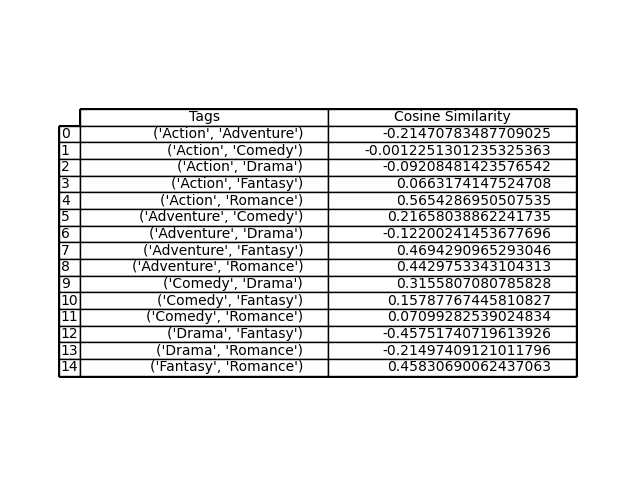 Tags Cosine Similarity
0 ('Action', 'Adventure') -0.21470783487709025
1 ('Action', 'Comedy') -0.0012251301235325363
2 ('Action', 'Drama') -0.09208481423576542
3 ('Action', 'Fantasy') 0.0663174147524708
4 ('Action', 'Romance') 0.5654286950507535
5 ('Adventure', 'Comedy') 0.21658038862241735
6 ('Adventure', 'Drama') -0.12200241453677696
7 ('Adventure', 'Fantasy') 0.4694290965293046
8 ('Adventure', 'Romance') 0.4429753343104313
9 ('Comedy', 'Drama') 0.3155807080785828
10 ('Comedy', 'Fantasy') 0.15787767445810827
11 ('Comedy', 'Romance') 0.07099282539024834
12 ('Drama', 'Fantasy') -0.45751740719613926
13 ('Drama', 'Romance') -0.21497409121011796
14 ('Fantasy', 'Romance') 0.45830690062437063